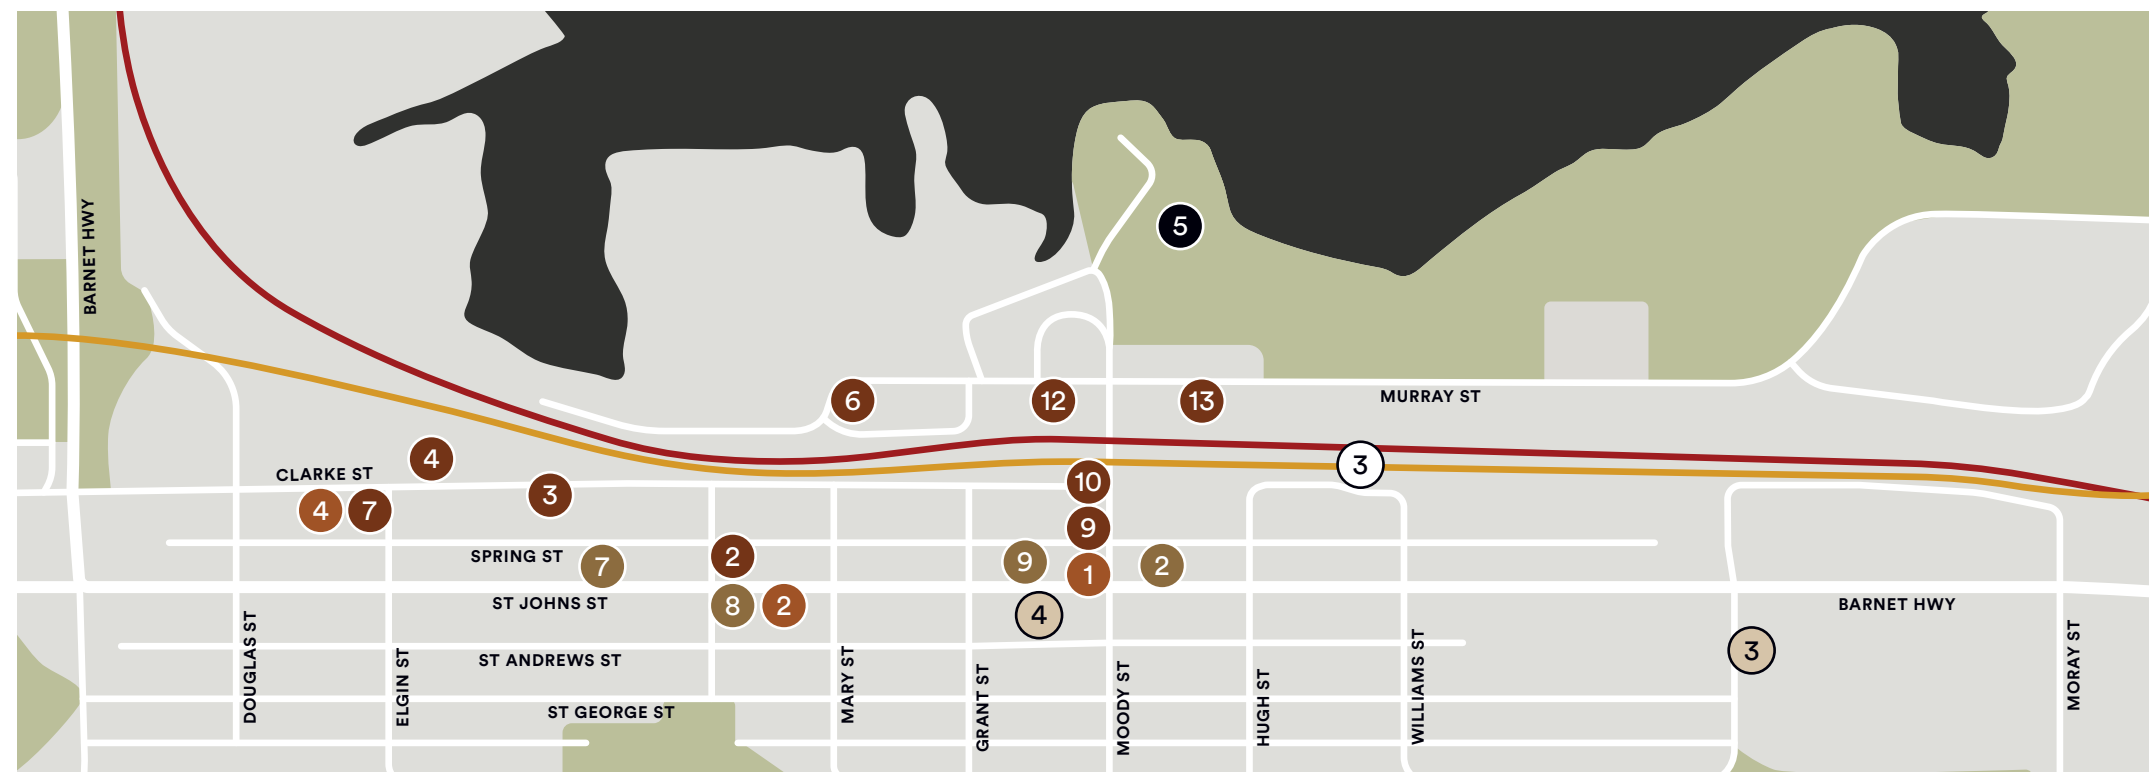 BARNET HWY
5
6
12
13
MURRAY ST
4
3
CLARKE ST
10
3
4
7
9
SPRING ST
7
2
9
1
2
ST JOHNS ST
8
2
4
BARNET HWY
ST ANDREWS ST
3
DOUGLAS ST
ELGIN ST
ST GEORGE ST
MARY ST
GRANT ST
MOODY ST
HUGH ST
WILLIAMS ST
MORAY ST